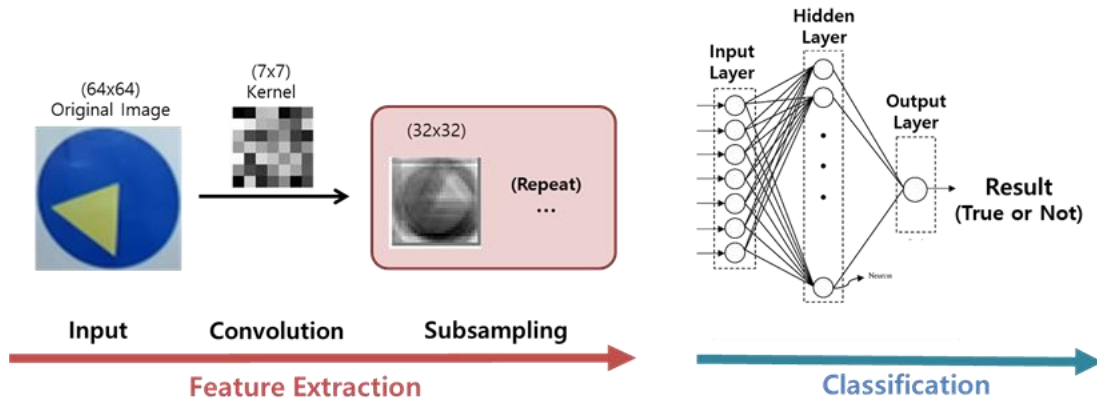 (64x64)
Original Image
(7x7)
Kernel
(32x32)
(Repeat)
...
Input
Convolution
Subsampling
Feature Extraction
Input
Layer
Hidden
Layer
Output
Layer
Neuron
Result
(True or Not)
Classification